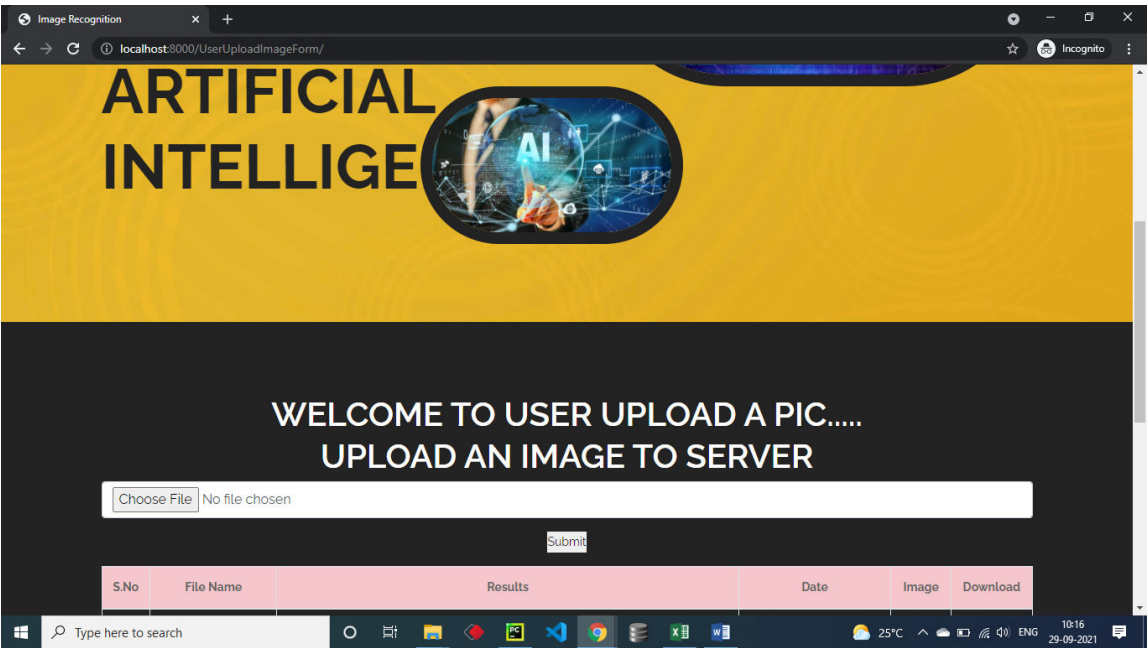 Image Recognition
localhost:8000/UserUploadImageForm/
Incognito
ARTIFICIAL
INTELLIGE
AI
WELCOME TO USER UPLOAD A PIC.....
UPLOAD AN IMAGE TO SERVER
Choose File No file chosen
Submit
S.No File Name Results Date Image Download
Type here to search
PC
25°C ENG 10:16
29-09-2021